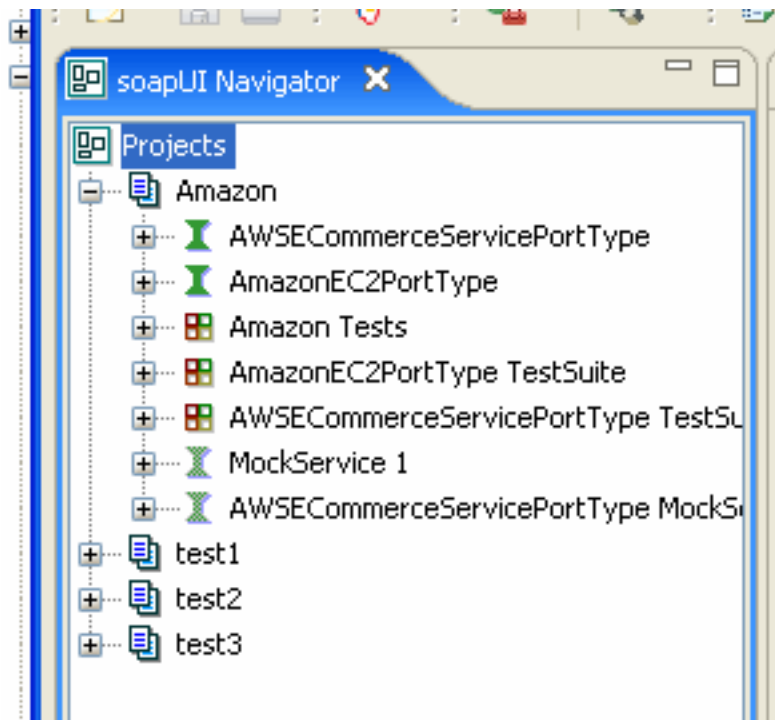 soapUI Navigator
Projects
Amazon
AWSECommerceServicePortType
AmazonEC2PortType
Amazon Tests
AmazonEC2PortType TestSuite
AWSECommerceServicePortType TestSu
MockService 1
AWSECommerceServicePortType MockS
test1
test2
test3